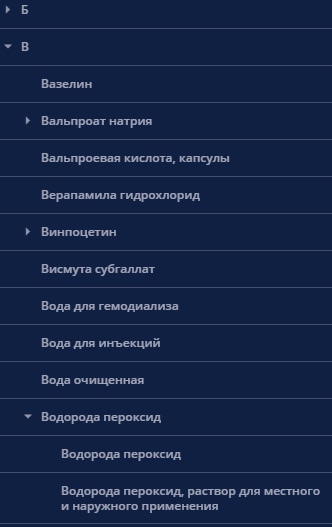 Б
В
Вазелин
Вальпроат натрия
Вальпроевая кислота, капсулы
Верапамила гидрохлорид
Винпоцетин
Висмута субгаллат
Вода для гемодиализа
Вода для инъекций
Вода очищенная
Водорода пероксид
Водорода пероксид
Водорода пероксид, раствор для местного
и наружного применения